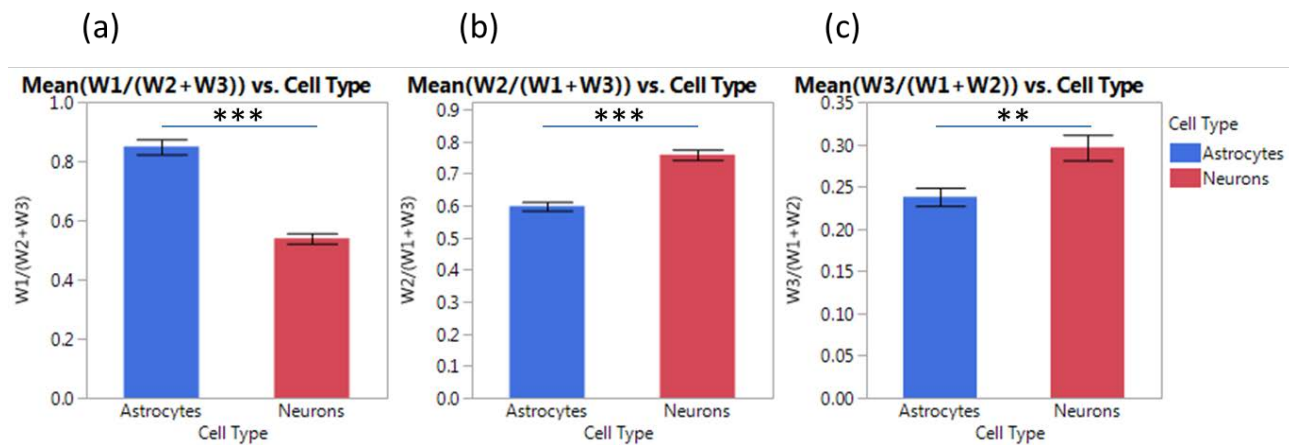 (a)
(b)
(c)
Mean(W1/(W2+W3)) vs. Cell Type
Mean(W2/(W1+W3)) vs. Cell Type
Mean(W3/(W1+W2)) vs. Cell Type
W1/(W2+W3)
1.0
0.8
0.6
0.4
0.2
0.0
***
Astrocytes
Neurons
Cell Type
W2/(W1+W3)
0.9
0.8
0.7
0.6
0.5
0.4
0.3
0.2
0.1
0.0
***
Astrocytes
Neurons
Cell Type
W3/(W1+W2)
0.35
0.30
0.25
0.20
0.15
0.10
0.05
0.00
**
Astrocytes
Neurons
Cell Type
Cell Type
Astrocytes
Neurons